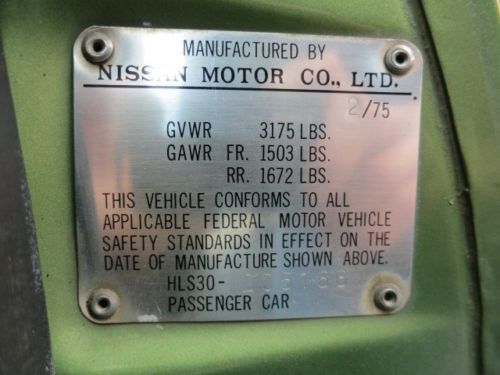 MANUFACTURED BY
NISSAN MOTOR CO., LTD.
2/75
GVWR 3175 LBS.
GAWR FR. 1503 LBS.
RR. 1672 LBS.
THIS VEHICLE CONFORMS TO ALL
APPLICABLE FEDERAL MOTOR VEHICLE
SAFETY STANDARDS IN EFFECT ON THE
DATE OF MANUFACTURE SHOWN ABOVE.
HLS30-
PASSENGER CAR